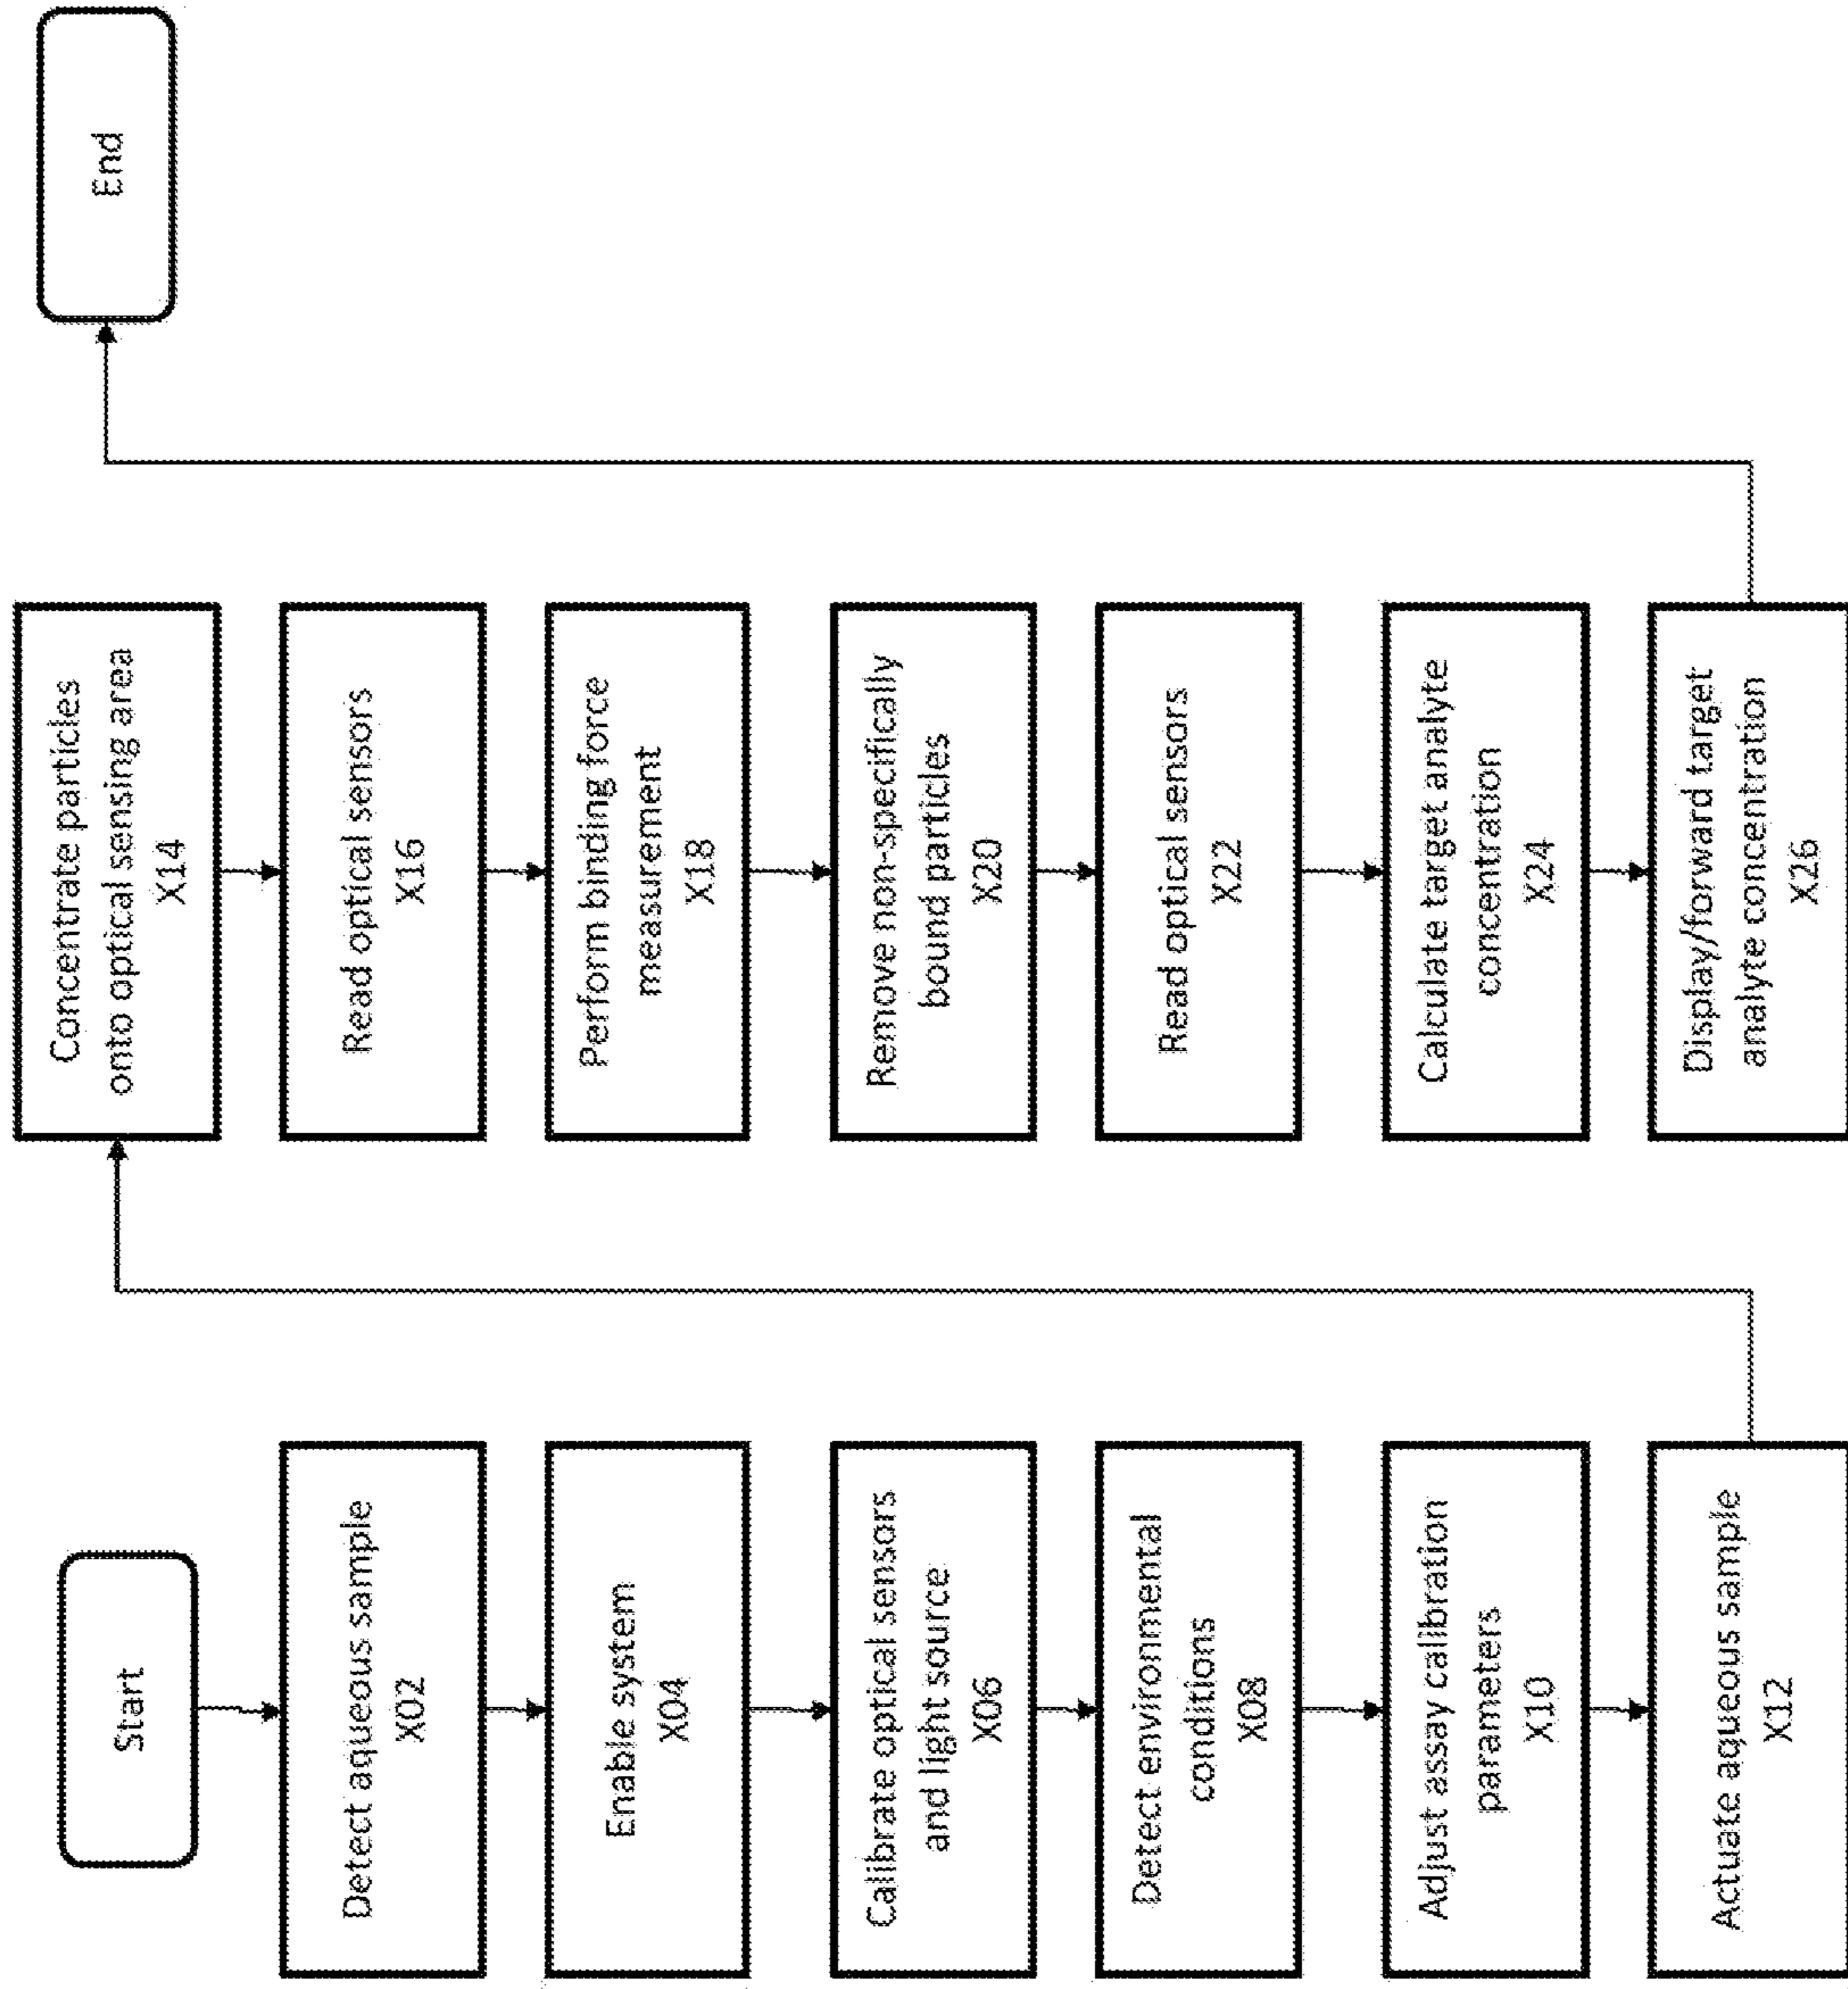 Start
Detect aqueous sample
X02
Enable system
X04
Calibrate optical sensors
and light source
X06
Detect environmental
conditions
X08
Adjust assay calibration
parameters
X10
Actuate aqueous sample
X12
Concentrate particles
onto optical sensing area
X14
Read optical sensors
X16
Perform binding force
measurement
X18
Remove non-specifically
bound particles
X20
Read optical sensors
X22
Calculate target analyte
concentration
X24
Display/forward target
analyte concentration
X26
End